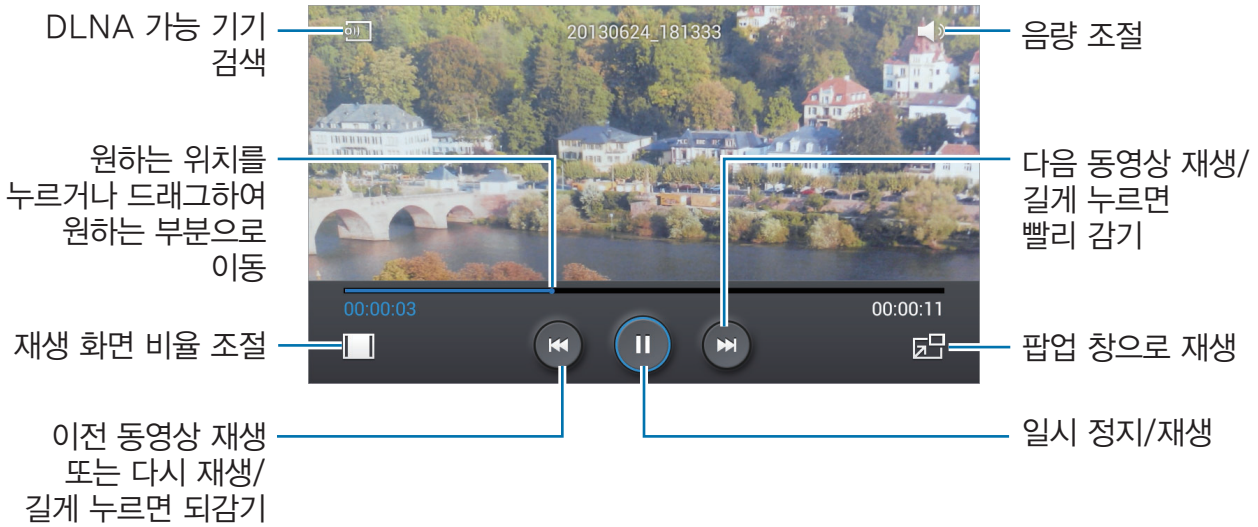 DLNA 가능 기기
검색
원하는 위치를
누르거나 드래그하여
원하는 부분으로
이동
재생 화면 비율 조절
이전 동영상 재생
또는 다시 재생/
길게 누르면 되감기
20130624_181333
00:00:03
00:00:11
음량 조절
다음 동영상 재생/
길게 누르면
빨리 감기
팝업 창으로 재생
일시 정지/재생